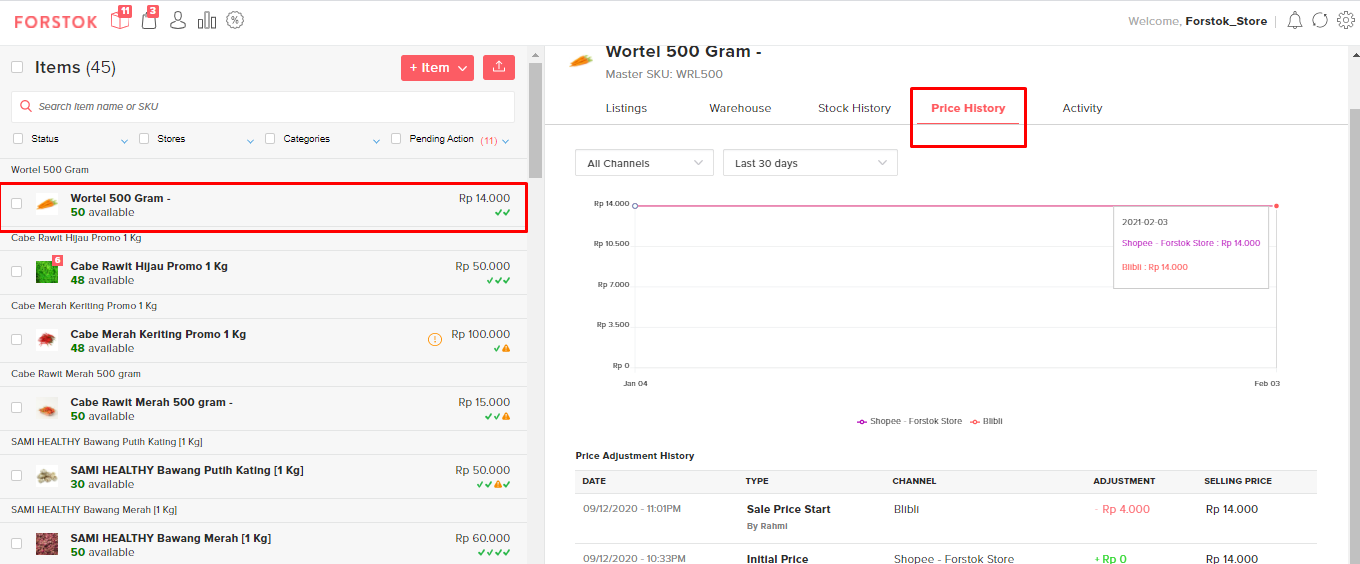 FORSTOK
11
3
Welcome, Forstok_Store
Items (45)
+ Item
Search item name or SKU
Status
Stores
Categories
Pending Action (11)
Wortel 500 Gram
Wortel 500 Gram -
Rp 14.000
50 available
Cabe Rawit Hijau Promo 1 Kg
6
Cabe Rawit Hijau Promo 1 Kg
Rp 50.000
48 available
Cabe Merah Keriting Promo 1 Kg
Cabe Merah Keriting Promo 1 Kg
Rp 100.000
48 available
Cabe Rawit Merah 500 gram
Cabe Rawit Merah 500 gram -
Rp 15.000
50 available
SAMI HEALTHY Bawang Putih Kating [1 Kg]
SAMI HEALTHY Bawang Putih Kating [1 Kg]
Rp 50.000
30 available
SAMI HEALTHY Bawang Merah [1 Kg]
SAMI HEALTHY Bawang Merah [1 Kg]
Rp 60.000
50 available
Wortel 500 Gram -
Master SKU: WRL500
Listings
Warehouse
Stock History
Price History
Activity
All Channels
Last 30 days
Rp 14.000
Rp 10.500
Rp 7.000
Rp 3.500
Rp 0
Jan 04
Feb 03
2021-02-03
Shopee - Forstok Store : Rp 14.000
Blibli : Rp 14.000
Shopee - Forstok Store
Blibli
Price Adjustment History
DATE TYPE CHANNEL ADJUSTMENT SELLING PRICE
09/12/2020 - 11:01PM Sale Price Start Blibli - Rp 4.000 Rp 14.000
By Rahmi
09/12/2020 - 10:33PM Initial Price Shopee - Forstok Store + Rp 0 Rp 14.000